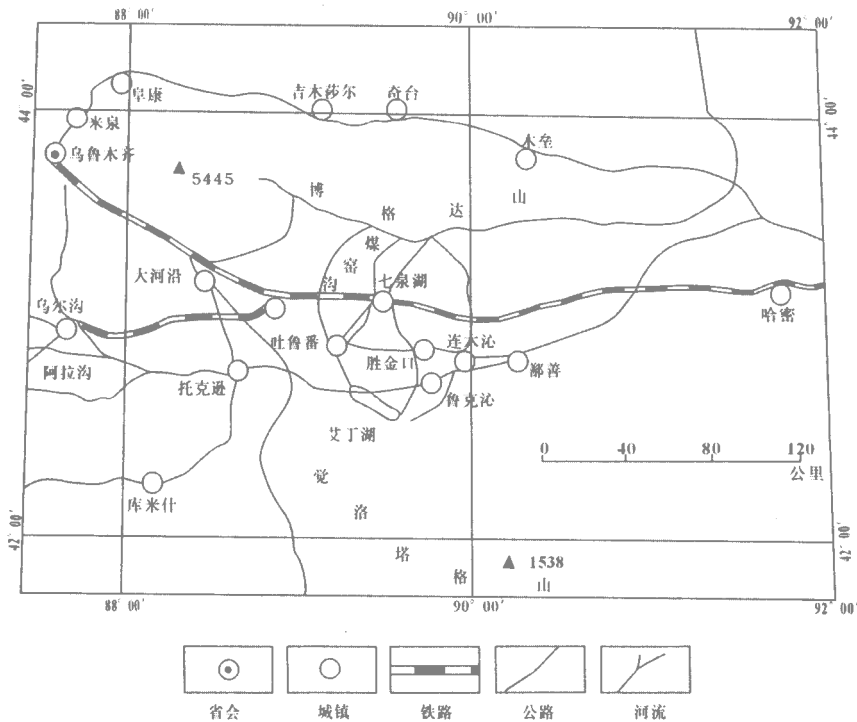 88° 00′
90° 00′
92° 00′
44° 00′
44° 00′
阜康
吉木莎尔
奇台
米泉
木垒
乌鲁木齐
5445
博
格
达
山
煤
窑
沟
大河沿
七泉湖
乌尔沟
哈密
吐鲁番
胜金口
连木沁
鄯善
阿拉沟
托克逊
鲁克沁
艾丁湖
0 40 80 120
公里
库米什
觉
洛
塔
格
山
42° 00′
42° 00′
1538
88° 00′
90° 00′
92° 00′
省会
城镇
铁路
公路
河流